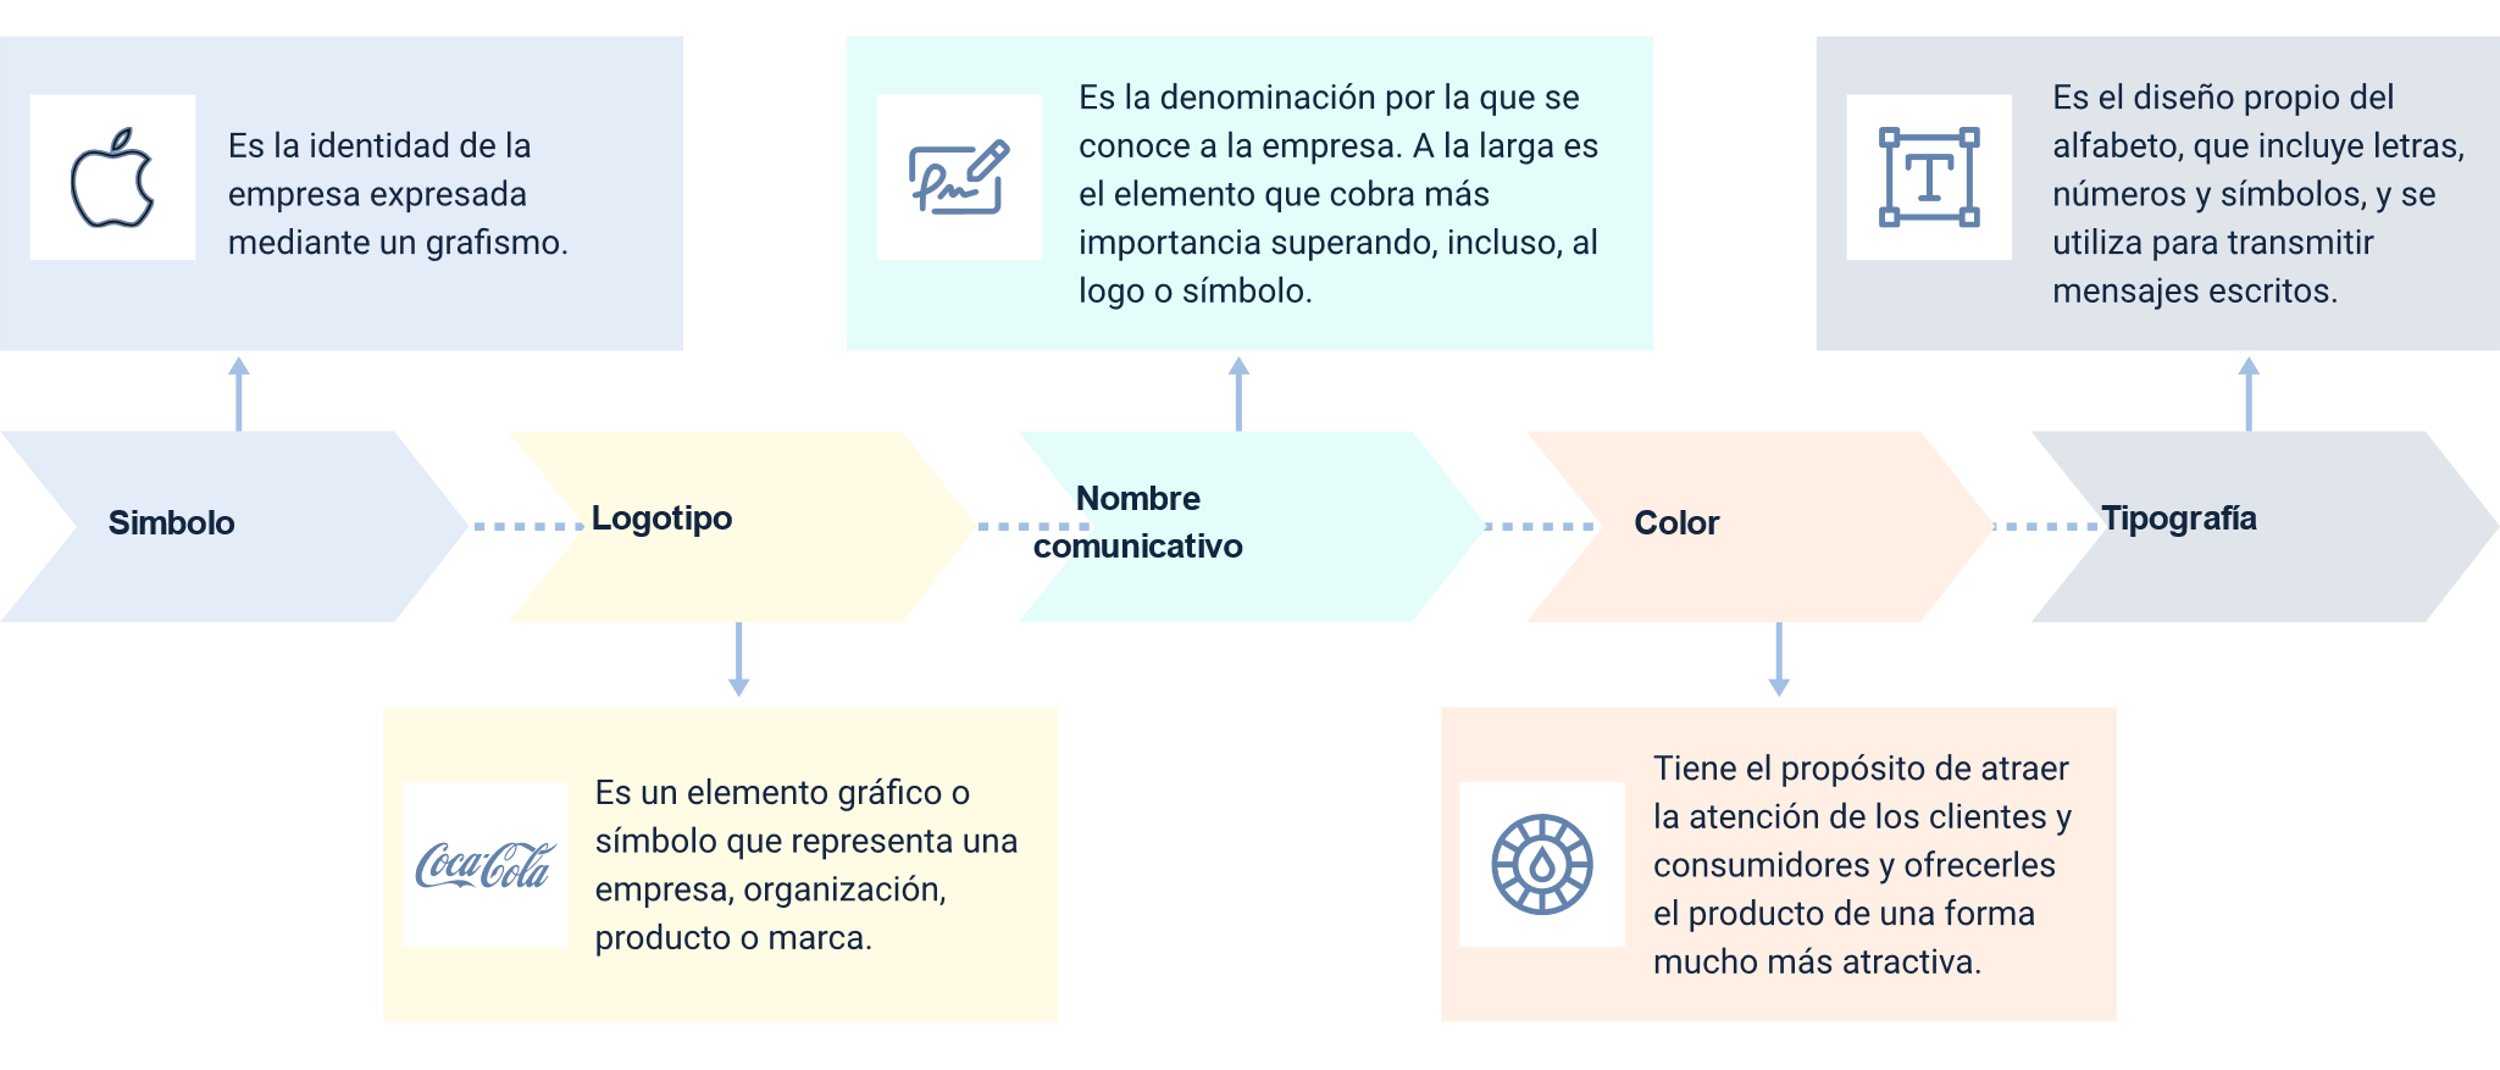 Es la identidad de la
empresa expresada
mediante un grafismo.
Es la denominación por la que se
conoce a la empresa. A la larga es
el elemento que cobra más
importancia superando, incluso, al
logo o símbolo.
Es el diseño propio del
alfabeto, que incluye letras,
números y símbolos, y se
utiliza para transmitir
mensajes escritos.
T
Simbolo
Logotipo
Nombre
comunicativo
Color
Tipografía
Coca-Cola
Es un elemento gráfico o
símbolo que representa una
empresa, organización,
producto o marca.
Tiene el propósito de atraer
la atención de los clientes y
consumidores y ofrecerles
el producto de una forma
mucho más atractiva.